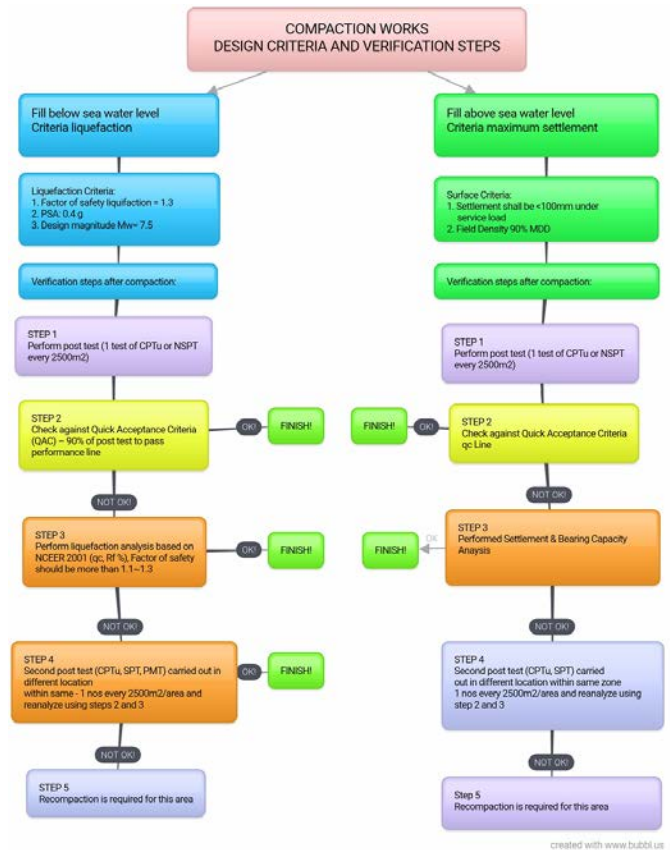 COMPACTION WORKS
DESIGN CRITERIA AND VERIFICATION STEPS
Fill below sea water level
Criteria liquefaction
Liquefaction Criteria:
1. Factor of safety liquifaction = 1.3
2. PSA: 0.4 g
3. Design magnitude Mw= 7.5
Verification steps after compaction:
STEP 1
Perform post test (1 test of CPTu or NSPT
every 2500m2)
STEP 2
Check against Quick Acceptance Criteria
(QAC) – 90% of post test to pass
performance line
OK!
FINISH!
NOT OK!
STEP 3
Perform liquefaction analysis based on
NCEER 2001 (qc, Rf %), Factor of safety
should be more than 1.1~1.3
OK!
FINISH!
NOT OK!
STEP 4
Second post test (CPTu, SPT, PMT) carried out in
different location
within same - 1 nos every 2500m2/area and
reanalyze using steps 2 and 3
OK!
FINISH!
NOT OK!
STEP 5
Recompaction is required for this area
Fill above sea water level
Criteria maximum settlement
Surface Criteria:
1. Settlement shall be <100mm under
service load
2. Field Density 90% MDD
Verification steps after compaction:
STEP 1
Perform post test (1 test of CPTu or NSPT
every 2500m2)
FINISH!
OK!
STEP 2
Check against Quick Acceptance Criteria
qc Line
NOT OK!
FINISH!
OK
STEP 3
Performed Settlement & Bearing Capacity
Anaysis
NOT OK!
STEP 4
Second post test (CPTu, SPT) carried
out in different location within same zone
1 nos every 2500m2/area and reanalyze using
step 2 and 3
NOT OK!
Step 5
Recompaction is required for this area
created with www.bubbl.us